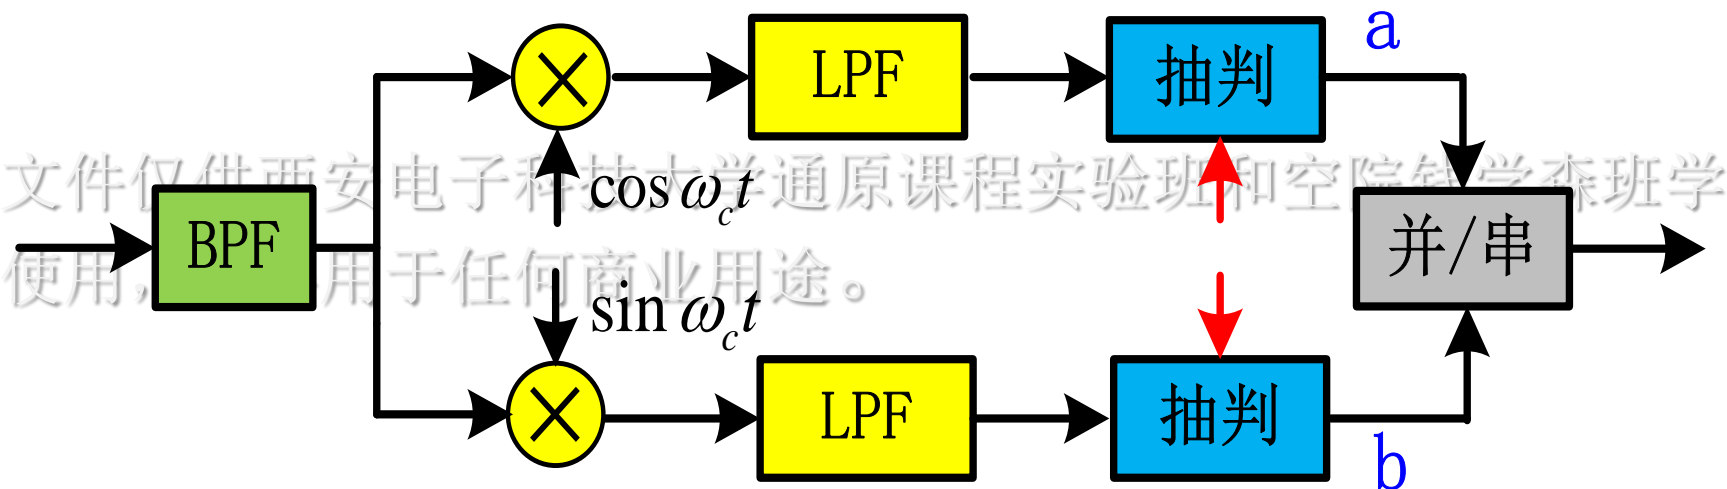 a
LPF
抽判
文件仅供西安电子科技大学通原课程实验班和空院钱学森班学
cos ω_c t
BPF
并/串
使用, 用于任何商业用途。
sin ω_c t
LPF
抽判
b